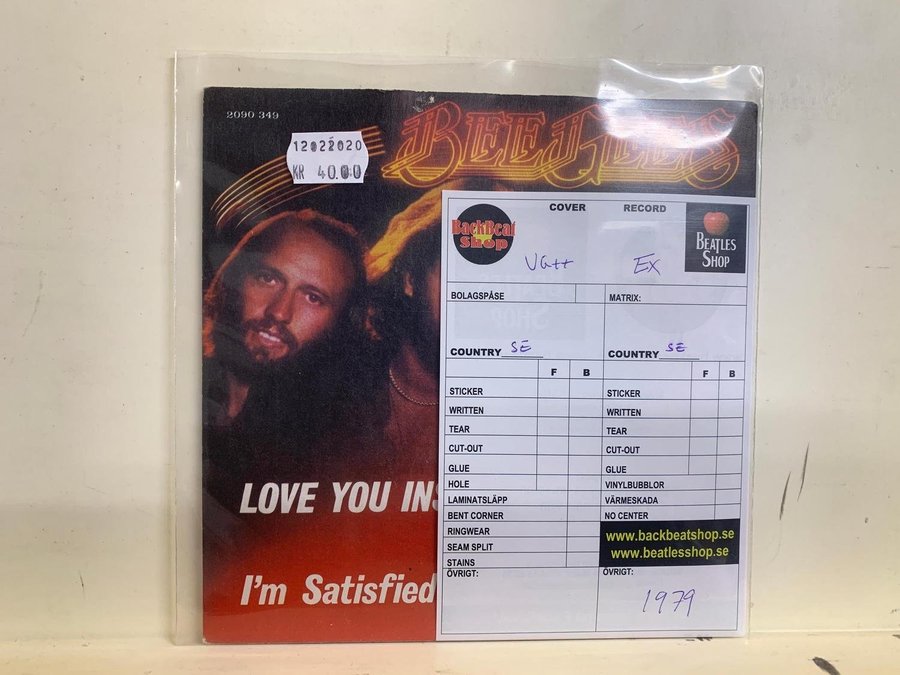 2090 349
BEE GEES
12022020
KR 40.00
COVER
RECORD
BackBeat
Shop
BEATLES
SHOP
VG++
EX
BOLAGSPÅSE
MATRIX:
COUNTRY SE
COUNTRY SE
F B
F B
STICKER
STICKER
WRITTEN
WRITTEN
TEAR
TEAR
CUT-OUT
CUT-OUT
GLUE
GLUE
HOLE
VINYLBUBBLOR
LAMINATSLÄPP
VÄRMESKADA
BENT CORNER
NO CENTER
RINGWEAR
www.backbeatshop.se
SEAM SPLIT
www.beatlesshop.se
STAINS
ÖVRIGT:
ÖVRIGT:
1979
LOVE YOU INS
I'm Satisfied